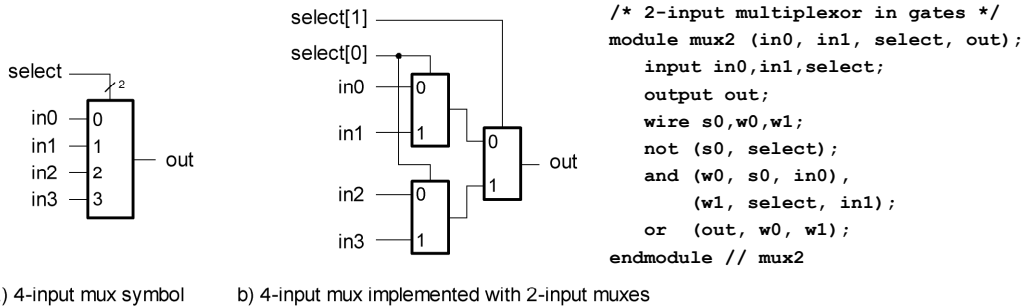 select
2
in0
in1
in2
in3
0
1
2
3
out
) 4-input mux symbol
select[1]
select[0]
in0
in1
in2
in3
0
1
0
1
0
1
out
b) 4-input mux implemented with 2-input muxes
/* 2-input multiplexor in gates */
module mux2 (in0, in1, select, out);
input in0,in1,select;
output out;
wire s0,w0,w1;
not (s0, select);
and (w0, s0, in0),
(w1, select, in1);
or (out, w0, w1);
endmodule // mux2